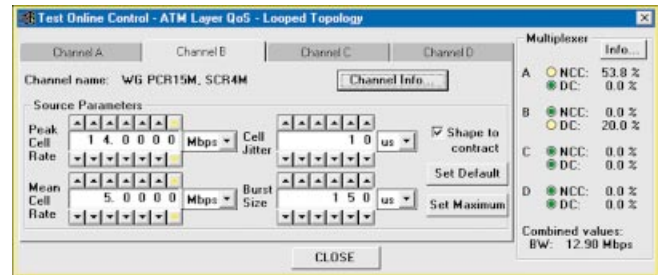 Test Online Control - ATM Layer QoS - Looped Topology
Channel A Channel B Channel C Channel D
Channel name: WG PCR15M, SCR4M
Channel Info...
Source Parameters
Peak Cell Rate
1 4. 0 0 0 0
Mbps
Cell Jitter
1 0
us
Shape to contract
Mean Cell Rate
5. 0 0 0 0
Mbps
Burst Size
1 5 0
us
Set Default
Set Maximum
CLOSE
Multiplexer
Info...
A NCC: 53.8 %
DC: 0.0 %
B NCC: 0.0 %
DC: 20.0 %
C NCC: 0.0 %
DC: 0.0 %
D NCC: 0.0 %
DC: 0.0 %
Combined values:
BW: 12.90 Mbps